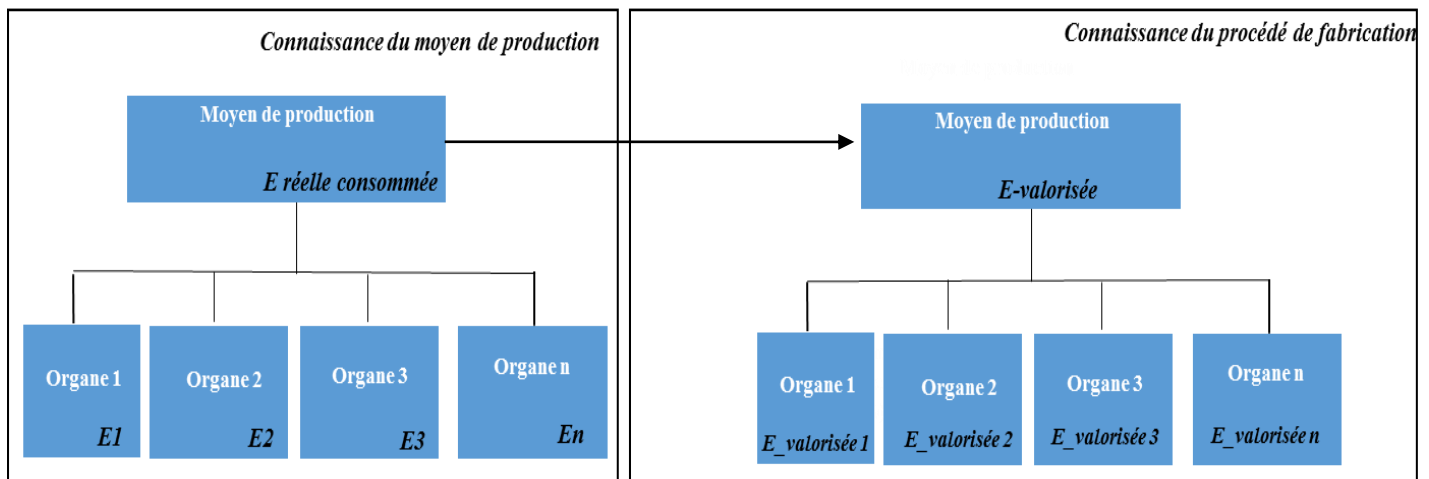 Connaissance du moyen de production
Moyen de production
E réelle consommée
Organe 1
E1
Organe 2
E2
Organe 3
E3
Organe n
En
Connaissance du procédé de fabrication
Moyen de production
E-valorisée
Organe 1
E_valorisée 1
Organe 2
E_valorisée 2
Organe 3
E_valorisée 3
Organe n
E_valorisée n